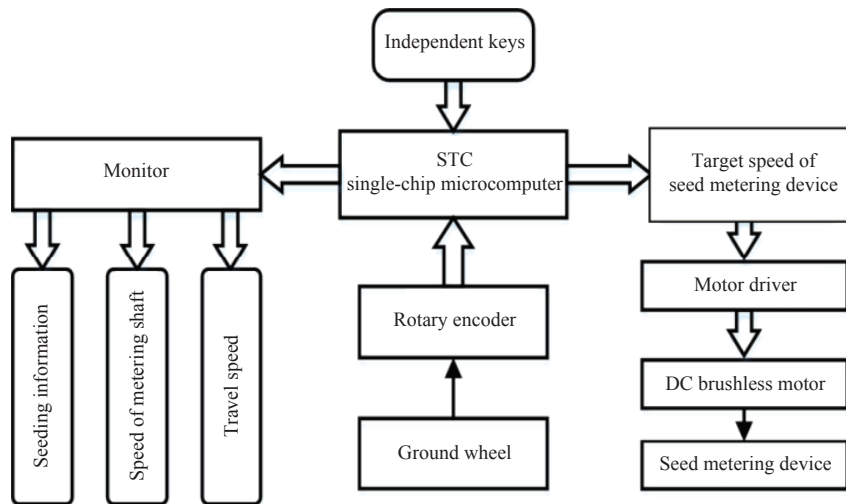 Independent keys
Monitor
STC
single-chip microcomputer
Target speed of
seed metering device
Seeding information
Speed of metering shaft
Travel speed
Rotary encoder
Ground wheel
Motor driver
DC brushless motor
Seed metering device